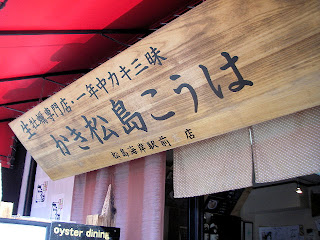 生牡蠣専門店・一年中カキ三昧
かき松島こうは
松島海岸駅前 店
oyster dining